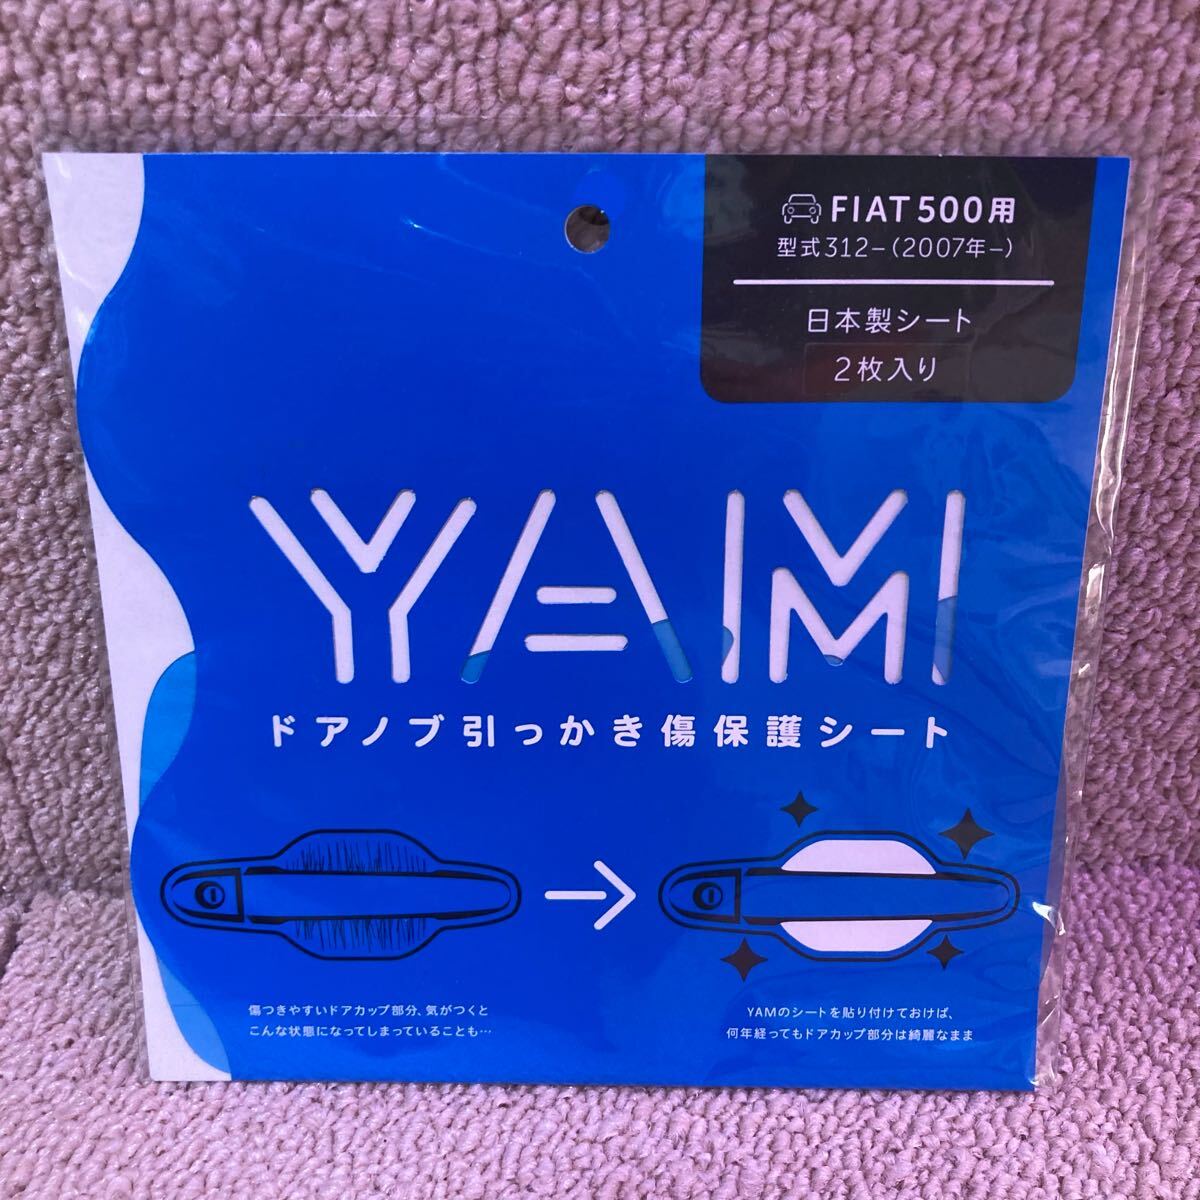 FIAT 500用
型式312–(2007年–)
日本製シート
2枚入り
YAM
ドアノブ引っかき傷保護シート
傷つきやすいドアカップ部分、気がつくと
こんな状態になってしまっていることも…
YAMのシートを貼り付けておけば、
何年経ってもドアカップ部分は綺麗なまま